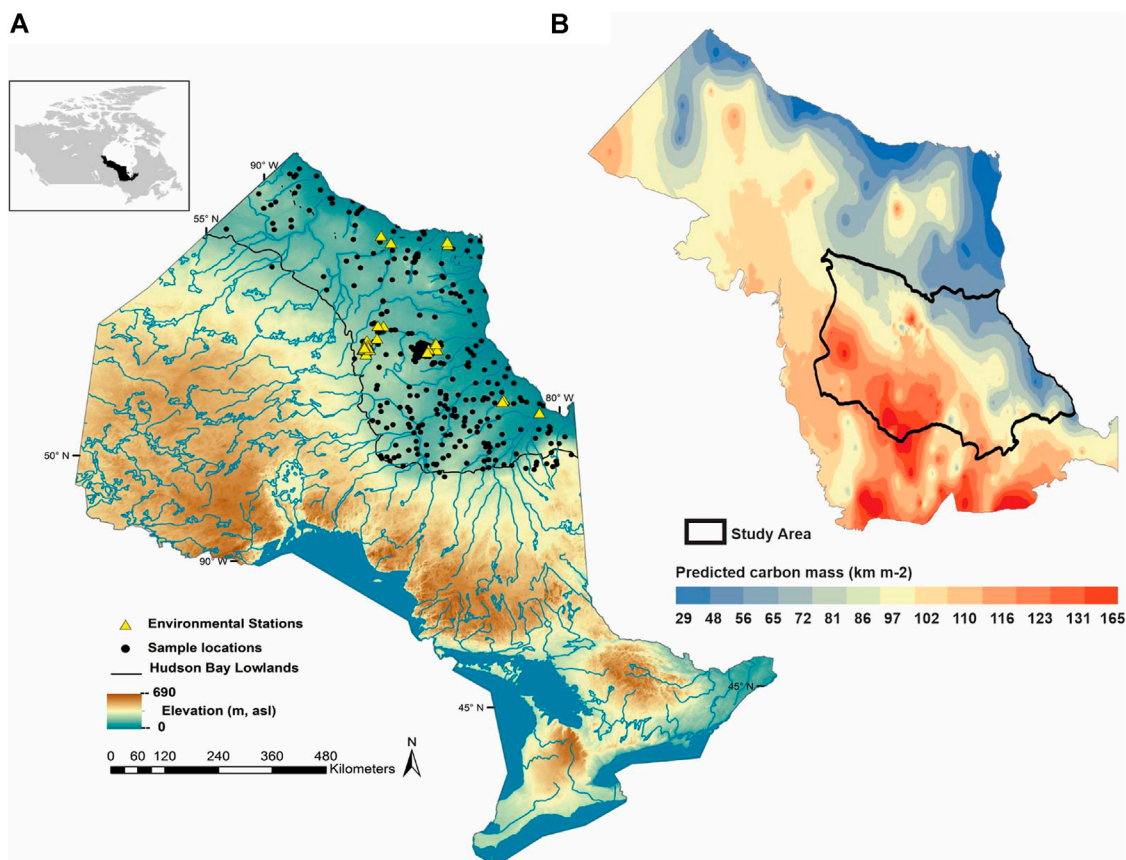 A
B
90° W
55° N
80° W
50° N
90° W
Study Area
Predicted carbon mass (km m-2)
29 48 56 65 72 81 86 97 102 110 116 123 131 165
Environmental Stations
Sample locations
Hudson Bay Lowlands
690
Elevation (m, asl)
0
45° N
45° N
N
0 60 120 240 360 480
Kilometers